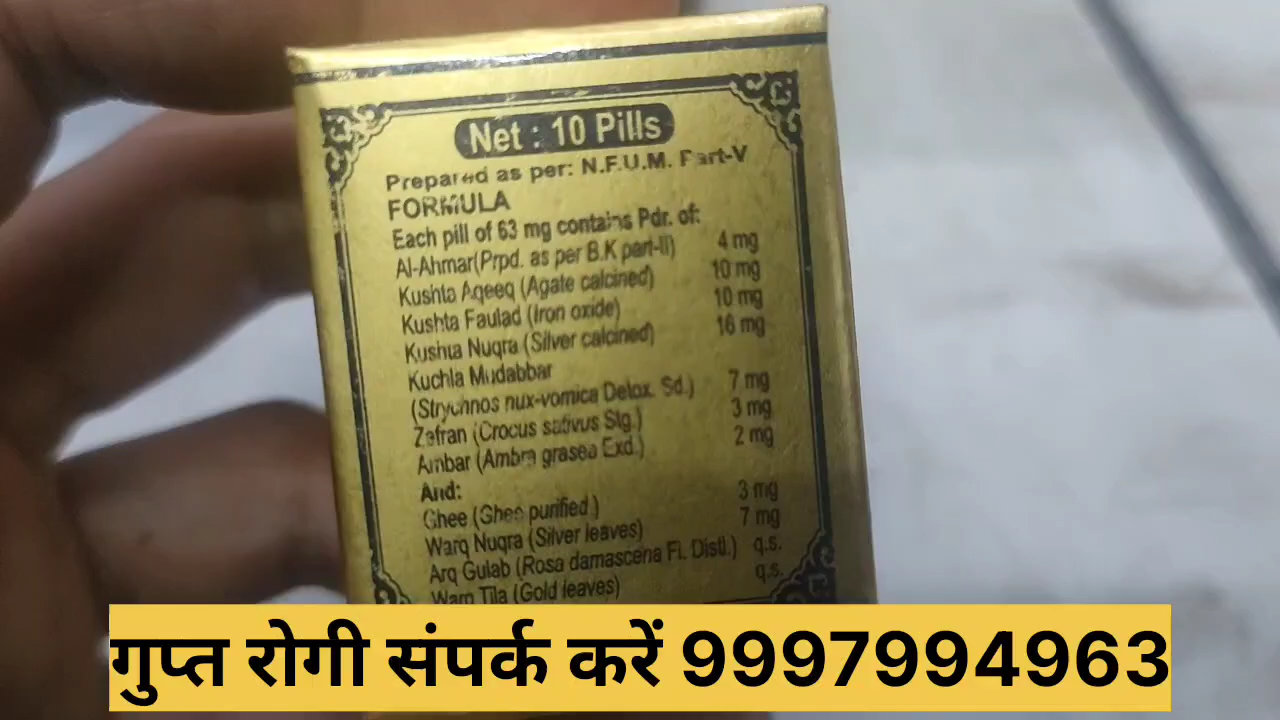 Net : 10 Pills
Prepared as per: N.F.U.M. Part-V
FORMULA
Each pill of 63 mg contains Pdr. of:
Al-Ahmar(Prpd. as per B.K part-II) 4 mg
Kushta Aqeeq (Agate calcined) 10 mg
Kushta Faulad (Iron oxide) 10 mg
Kushta Nuqra (Silver calcined) 16 mg
Kuchla Mudabbar
(Strychnos nux-vomica Detox. Sd.) 7 mg
Zafran (Crocus sativus Stg.) 3 mg
Ambar (Ambra grasea Exd.) 2 mg
And:
Ghee (Ghee purified ) 3 mg
Warq Nuqra (Silver leaves) 7 mg
Arq Gulab (Rosa damascena Fl. Distl.) q.s.
Warq Tila (Gold leaves) q.s.
गुप्त रोगी संपर्क करें 9997994963